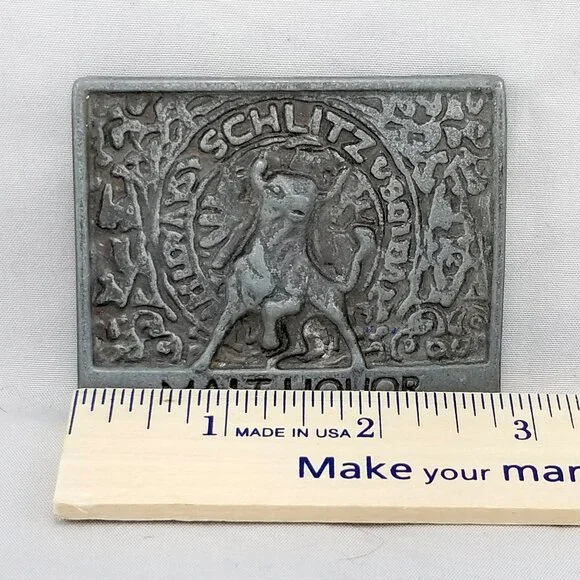 SCHLITZ
MALT LIQUOR
1 MADE IN USA 2 3
Make your mar